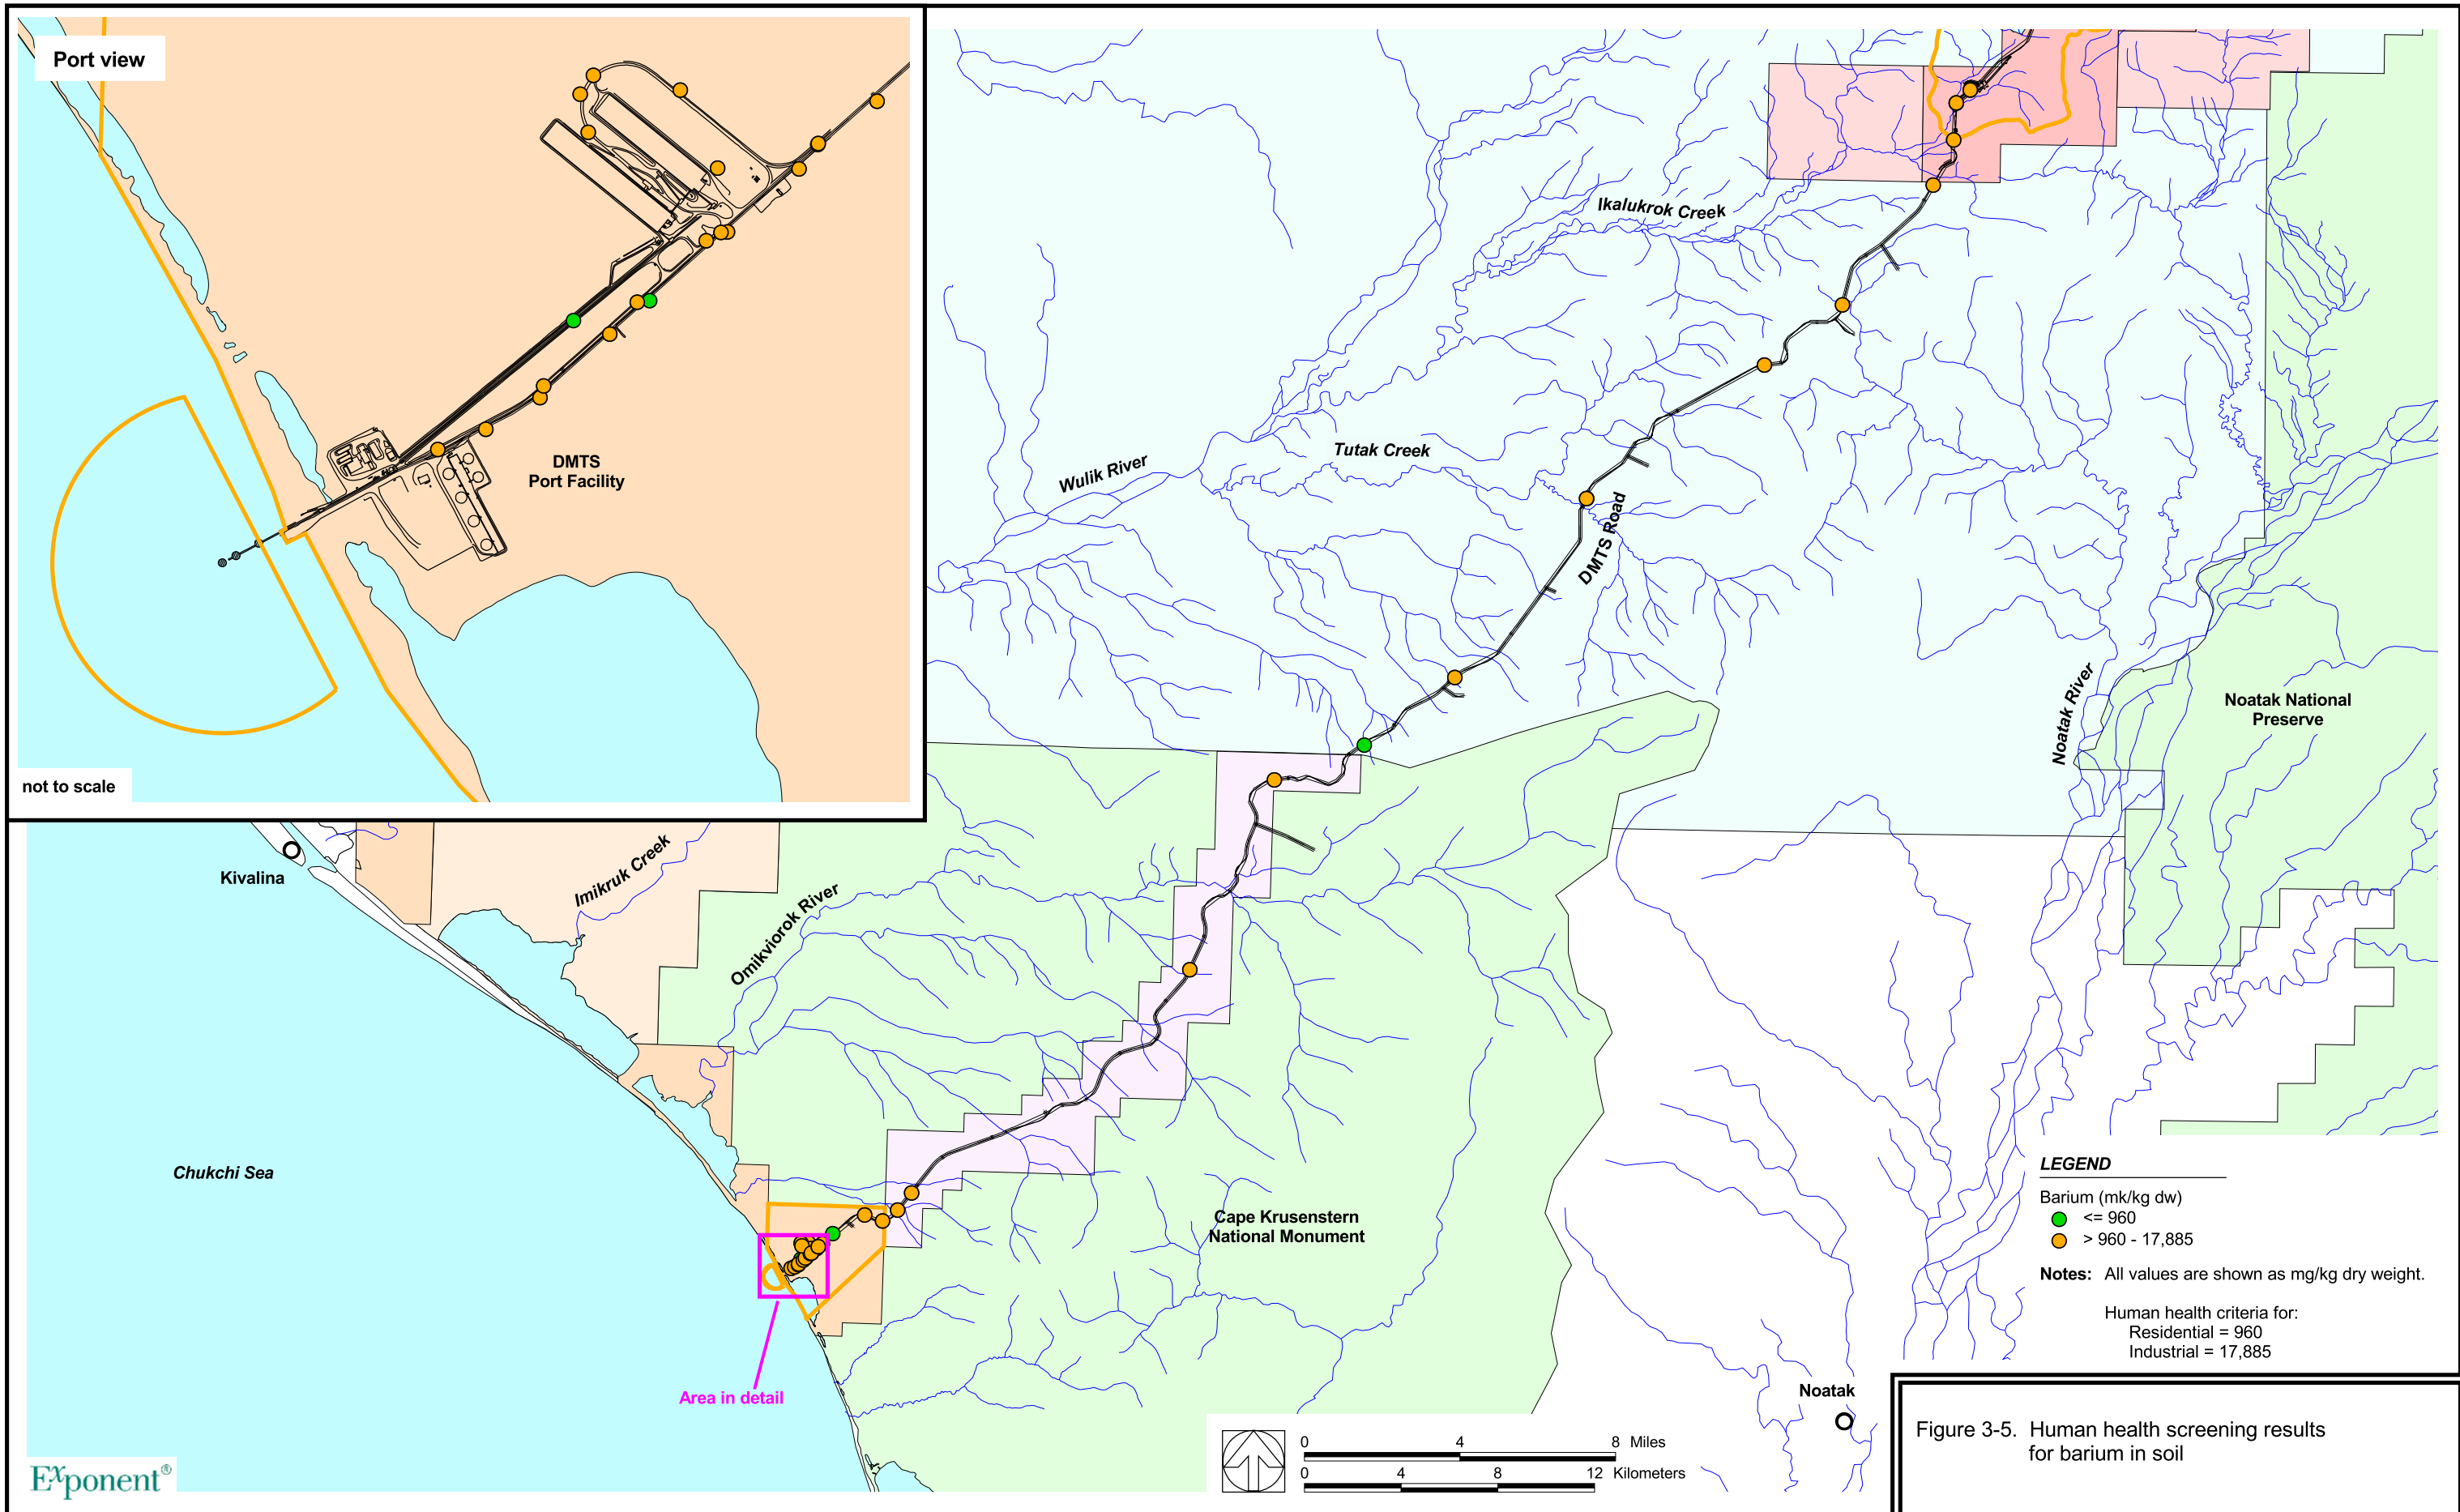 Port view
DMTS
Port Facility
not to scale
Ikalukrok Creek
Tutak Creek
Wulik River
DMTS Road
Noatak River
Noatak National
Preserve
Kivalina
Imikruk Creek
Omikviorok River
Chukchi Sea
Cape Krusenstern
National Monument
Area in detail
Noatak
LEGEND
Barium (mk/kg dw)
<= 960
> 960 - 17,885
Notes: All values are shown as mg/kg dry weight.
Human health criteria for:
Residential = 960
Industrial = 17,885
0 4 8 Miles
0 4 8 12 Kilometers
Exponent®
Figure 3-5. Human health screening results
for barium in soil